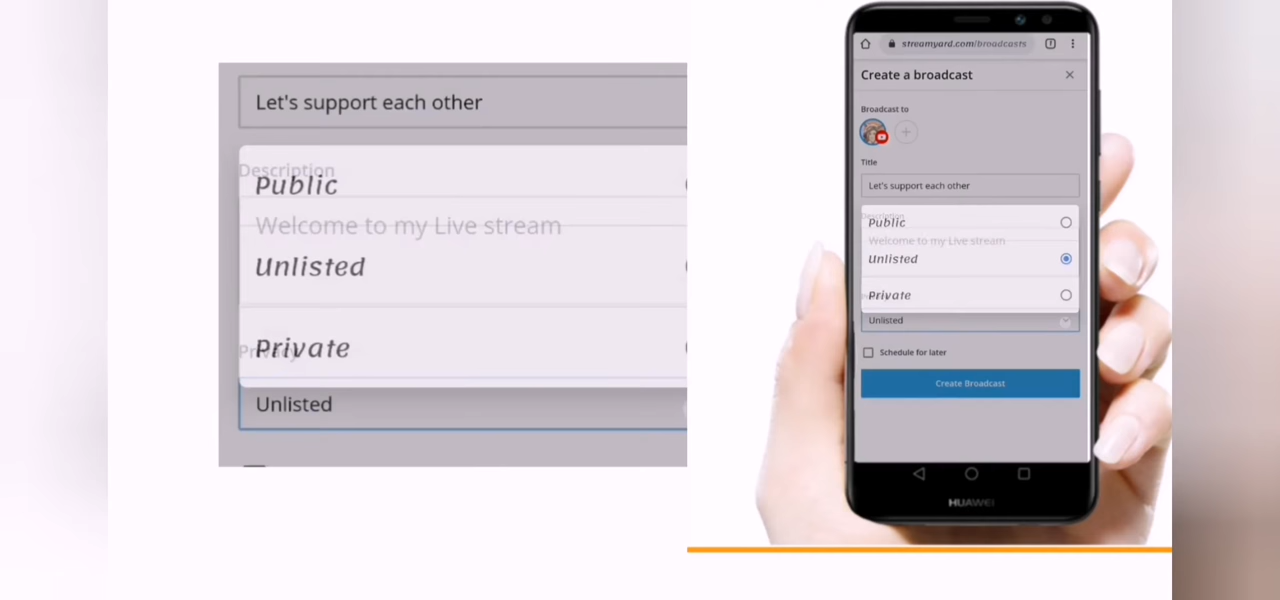 Let's support each other
Description
Public
Welcome to my Live stream
Unlisted
Private
Privacy
Unlisted
streamyard.com/broadcasts
Create a broadcast
Broadcast to
Title
Let's support each other
Description
Public
Welcome to my Live stream
Unlisted
Private
Unlisted
Schedule for later
Create Broadcast
HUAWEI